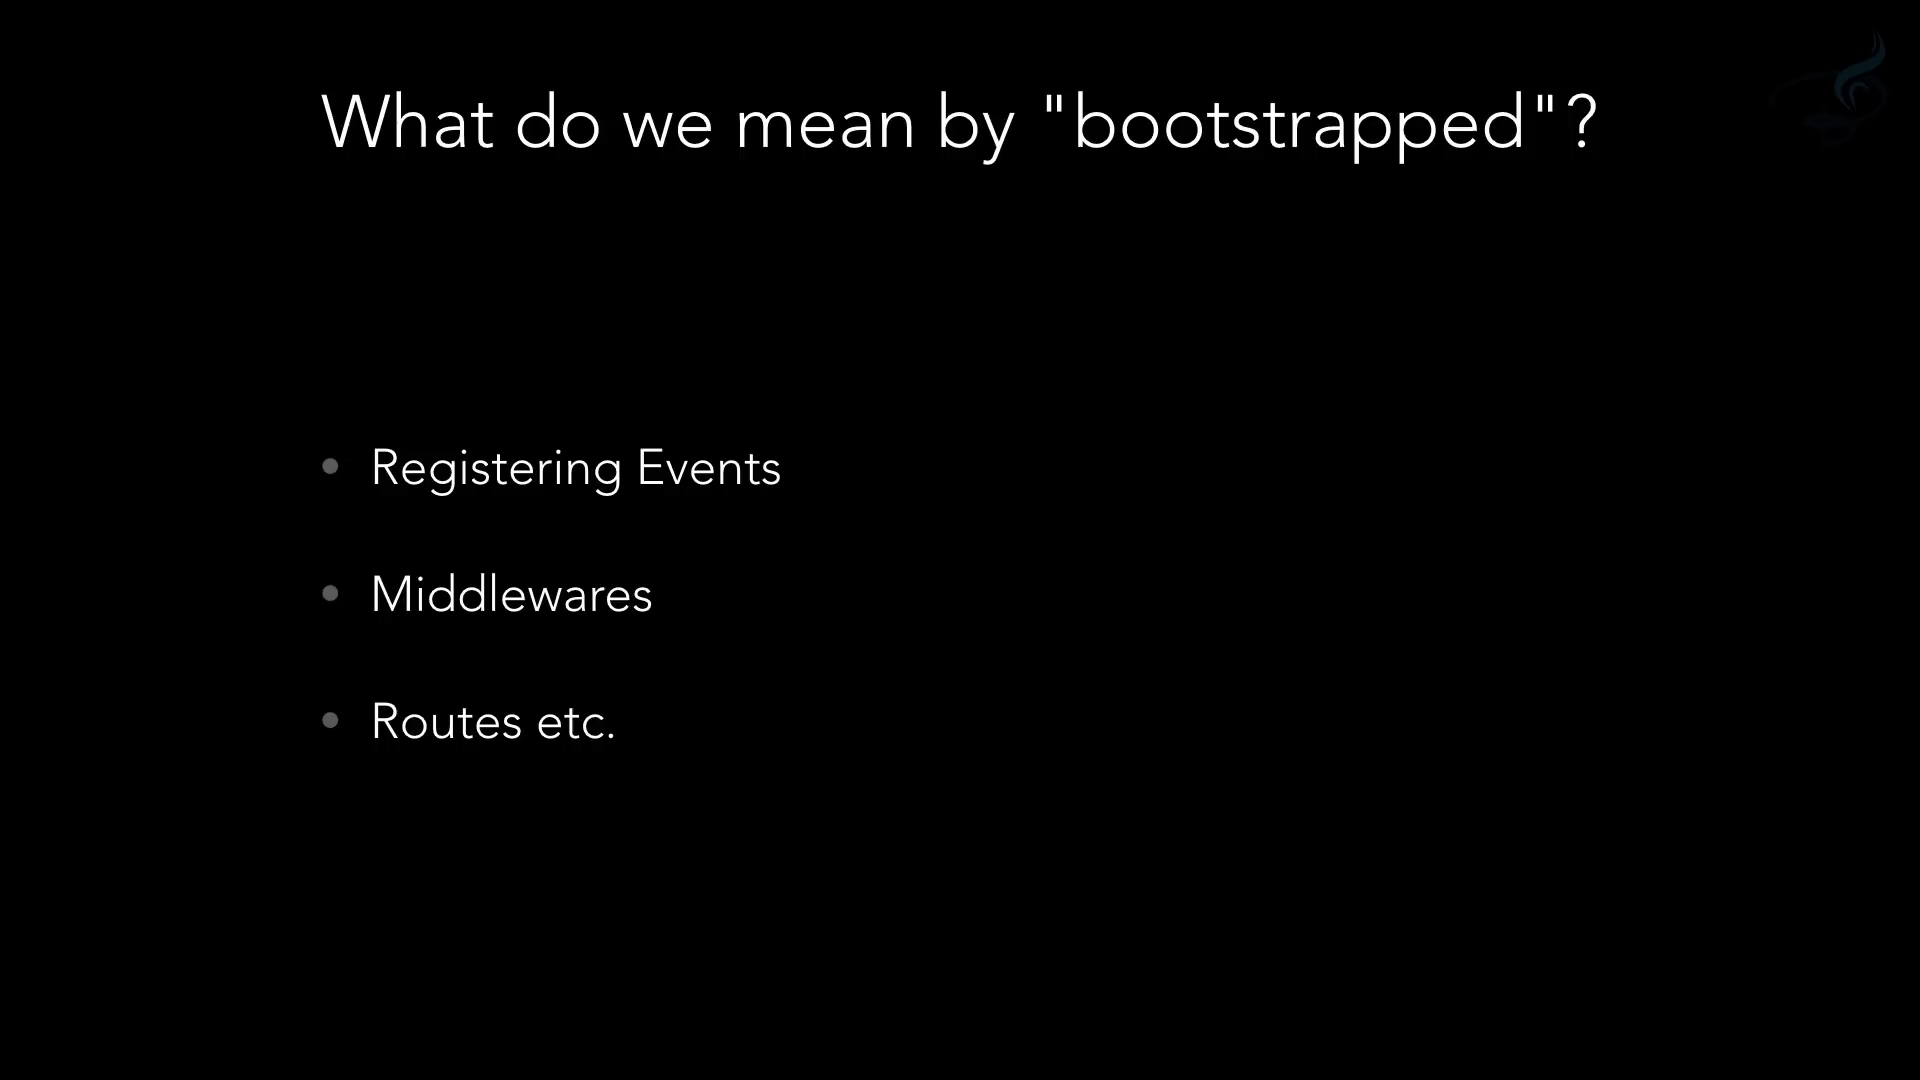 What do we mean by "bootstrapped"?
• Registering Events
• Middlewares
• Routes etc.